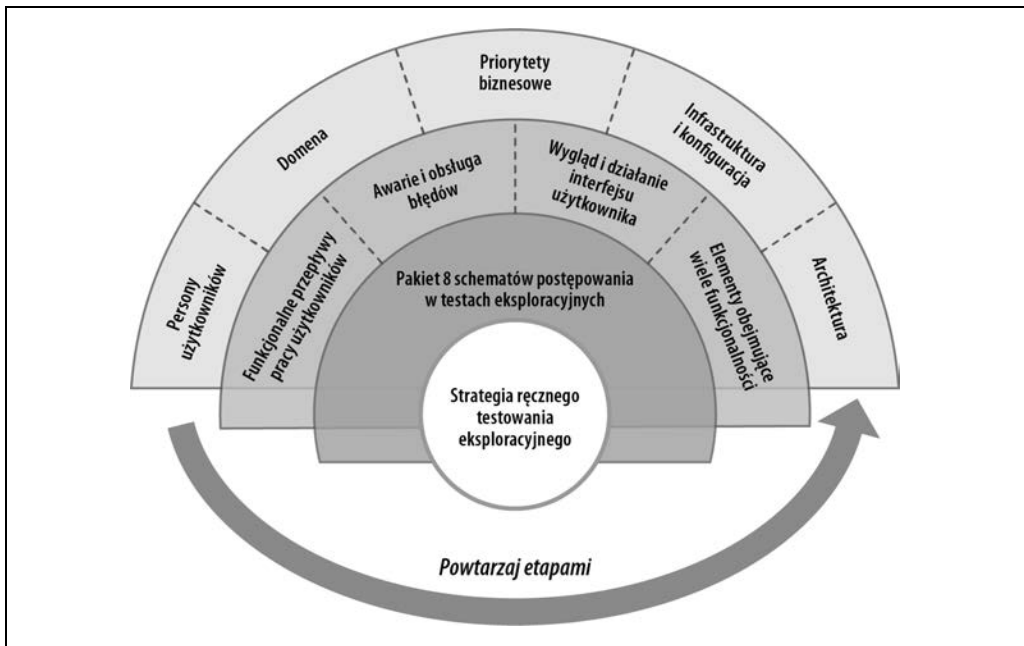 Priorytety
biznesowe
Domena
Infrastruktura
i konfiguracja
Persony
użytkowników
Architektura
Awarie i obsługa
błędów
Wygląd i działanie
interfejsu
użytkownika
Funkcjonalne przepływy
pracy użytkowników
Elementy obejmujące
wiele funkcjonalności
Pakiet 8 schematów postępowania
w testach eksploracyjnych
Strategia ręcznego
testowania
eksploracyjnego
Powtarzaj etapami